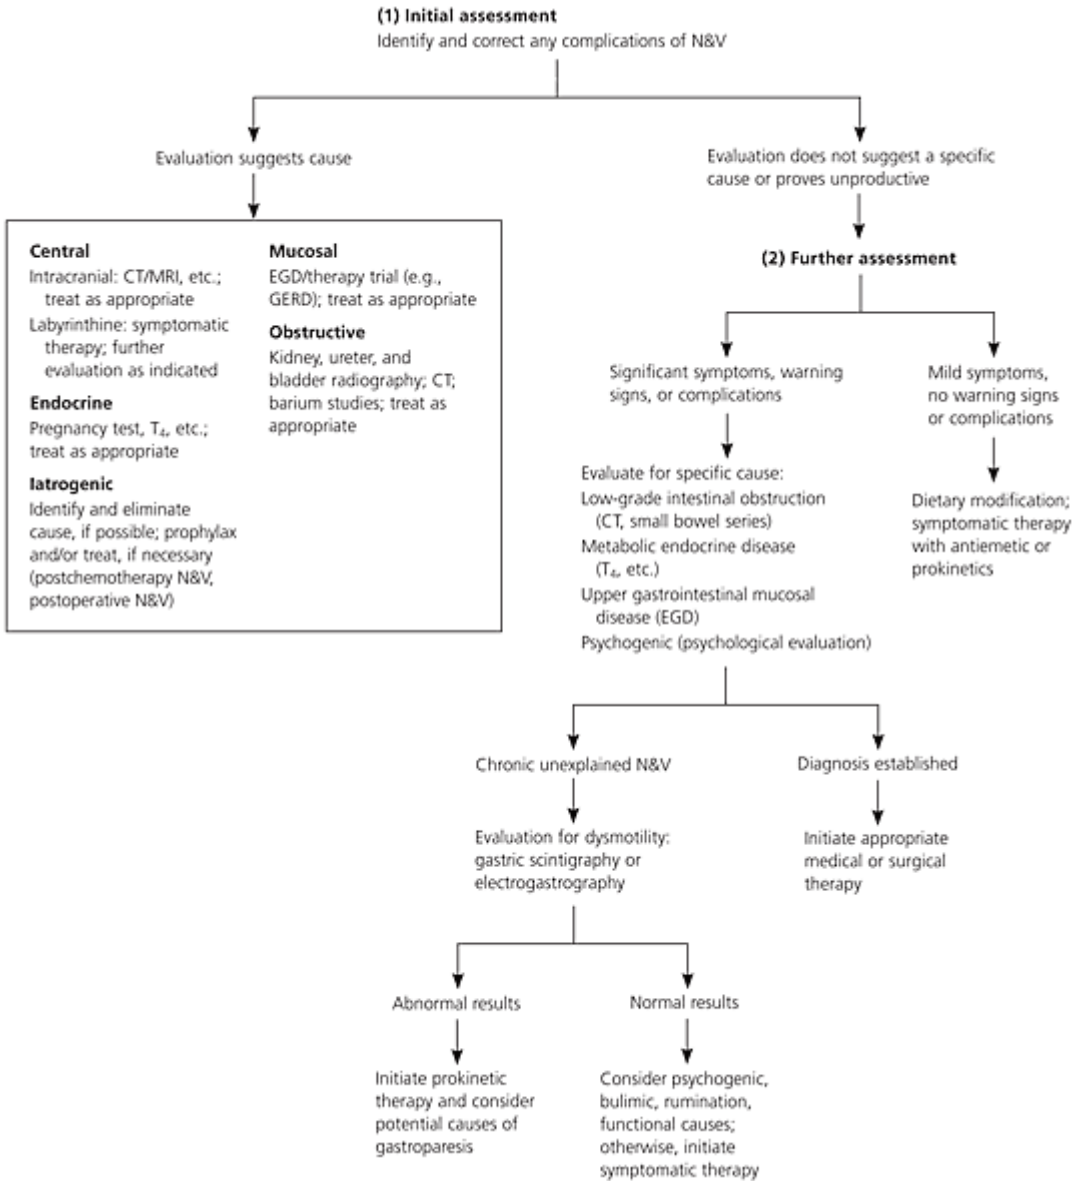 (1) Initial assessment
Identify and correct any complications of N&V
Evaluation suggests cause
Evaluation does not suggest a specific
cause or proves unproductive
Central
Intracranial: CT/MRI, etc.;
treat as appropriate
Labyrinthine: symptomatic
therapy; further
evaluation as indicated
Endocrine
Pregnancy test, T₄, etc.;
treat as appropriate
Iatrogenic
Identify and eliminate
cause, if possible; prophylax
and/or treat, if necessary
(postchemotherapy N&V,
postoperative N&V)
Mucosal
EGD/therapy trial (e.g.,
GERD); treat as appropriate
Obstructive
Kidney, ureter, and
bladder radiography; CT;
barium studies; treat as
appropriate
(2) Further assessment
Significant symptoms, warning
signs, or complications
Mild symptoms,
no warning signs
or complications
Evaluate for specific cause:
Low-grade intestinal obstruction
(CT, small bowel series)
Metabolic endocrine disease
(T₄, etc.)
Upper gastrointestinal mucosal
disease (EGD)
Psychogenic (psychological evaluation)
Dietary modification;
symptomatic therapy
with antiemetic or
prokinetics
Chronic unexplained N&V
Diagnosis established
Evaluation for dysmotility:
gastric scintigraphy or
electrogastrography
Initiate appropriate
medical or surgical
therapy
Abnormal results
Normal results
Initiate prokinetic
therapy and consider
potential causes of
gastroparesis
Consider psychogenic,
bulimic, rumination,
functional causes;
otherwise, initiate
symptomatic therapy